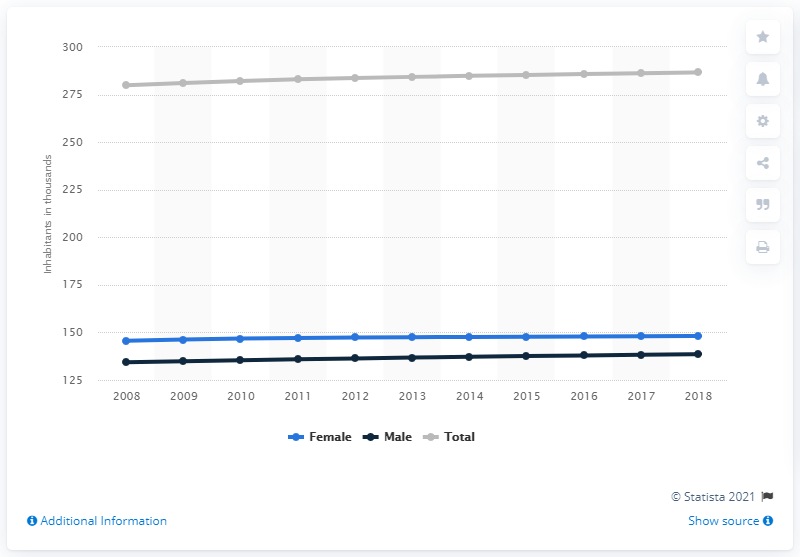 300
275
250
225
200
175
150
125
Inhabitants in thousands
2008 2009 2010 2011 2012 2013 2014 2015 2016 2017 2018
Female Male Total
© Statista 2021
Additional Information Show source